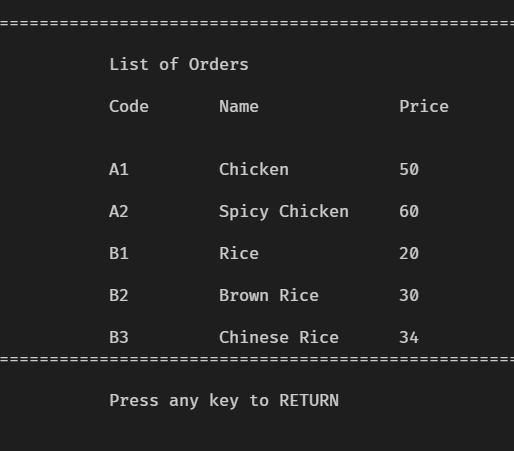 ====================================================
List of Orders
Code Name Price
A1 Chicken 50
A2 Spicy Chicken 60
B1 Rice 20
B2 Brown Rice 30
B3 Chinese Rice 34
====================================================
Press any key to RETURN